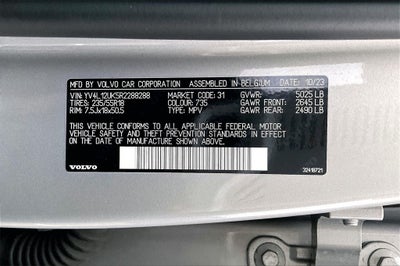 MFD. BY VOLVO CAR CORPORATION ASSEMBLED IN BELGIUM 10/23
VIN: YV4L12UK5R2288288 MARKET CODE: 31 GVWR: 5025 LB
TIRES: 235/55R18 COLOUR: 735 GAWR FRONT: 2645 LB
RIM: 7.5Jx18x50.5 TYPE: MPV GAWR REAR: 2490 LB
THIS VEHICLE CONFORMS TO ALL APPLICABLE FEDERAL MOTOR
VEHICLE SAFETY AND THEFT PREVENTION STANDARDS IN
EFFECT ON THE DATE OF MANUFACTURE SHOWN ABOVE.
VOLVO 32418721